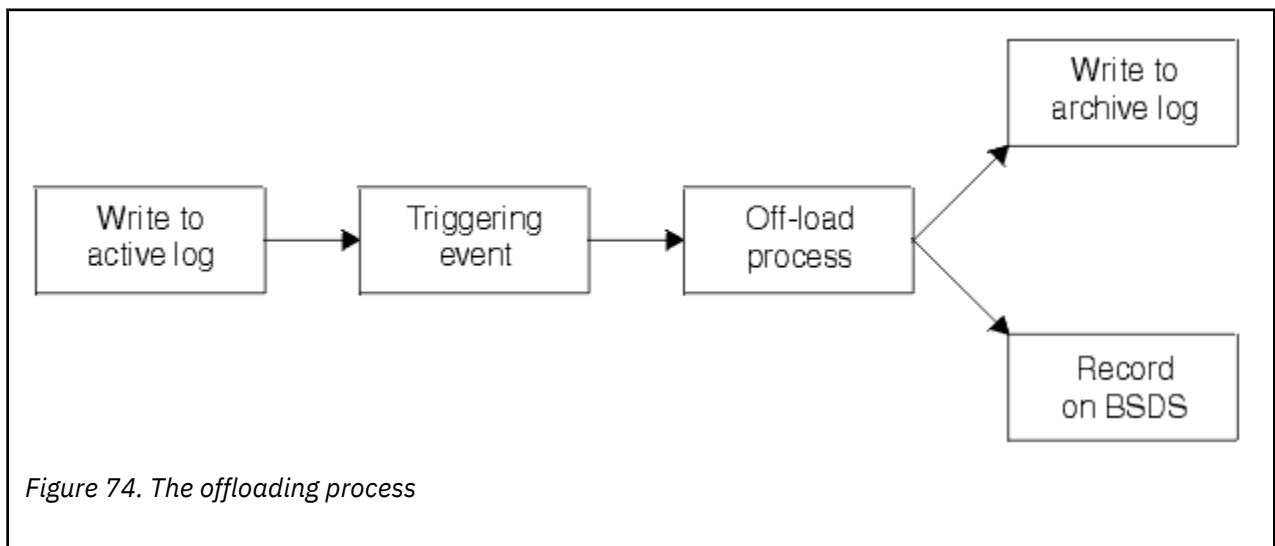 Write to
archive log
Write to
active log
Triggering
event
Off-load
process
Record
on BSDS
Figure 74. The offloading process